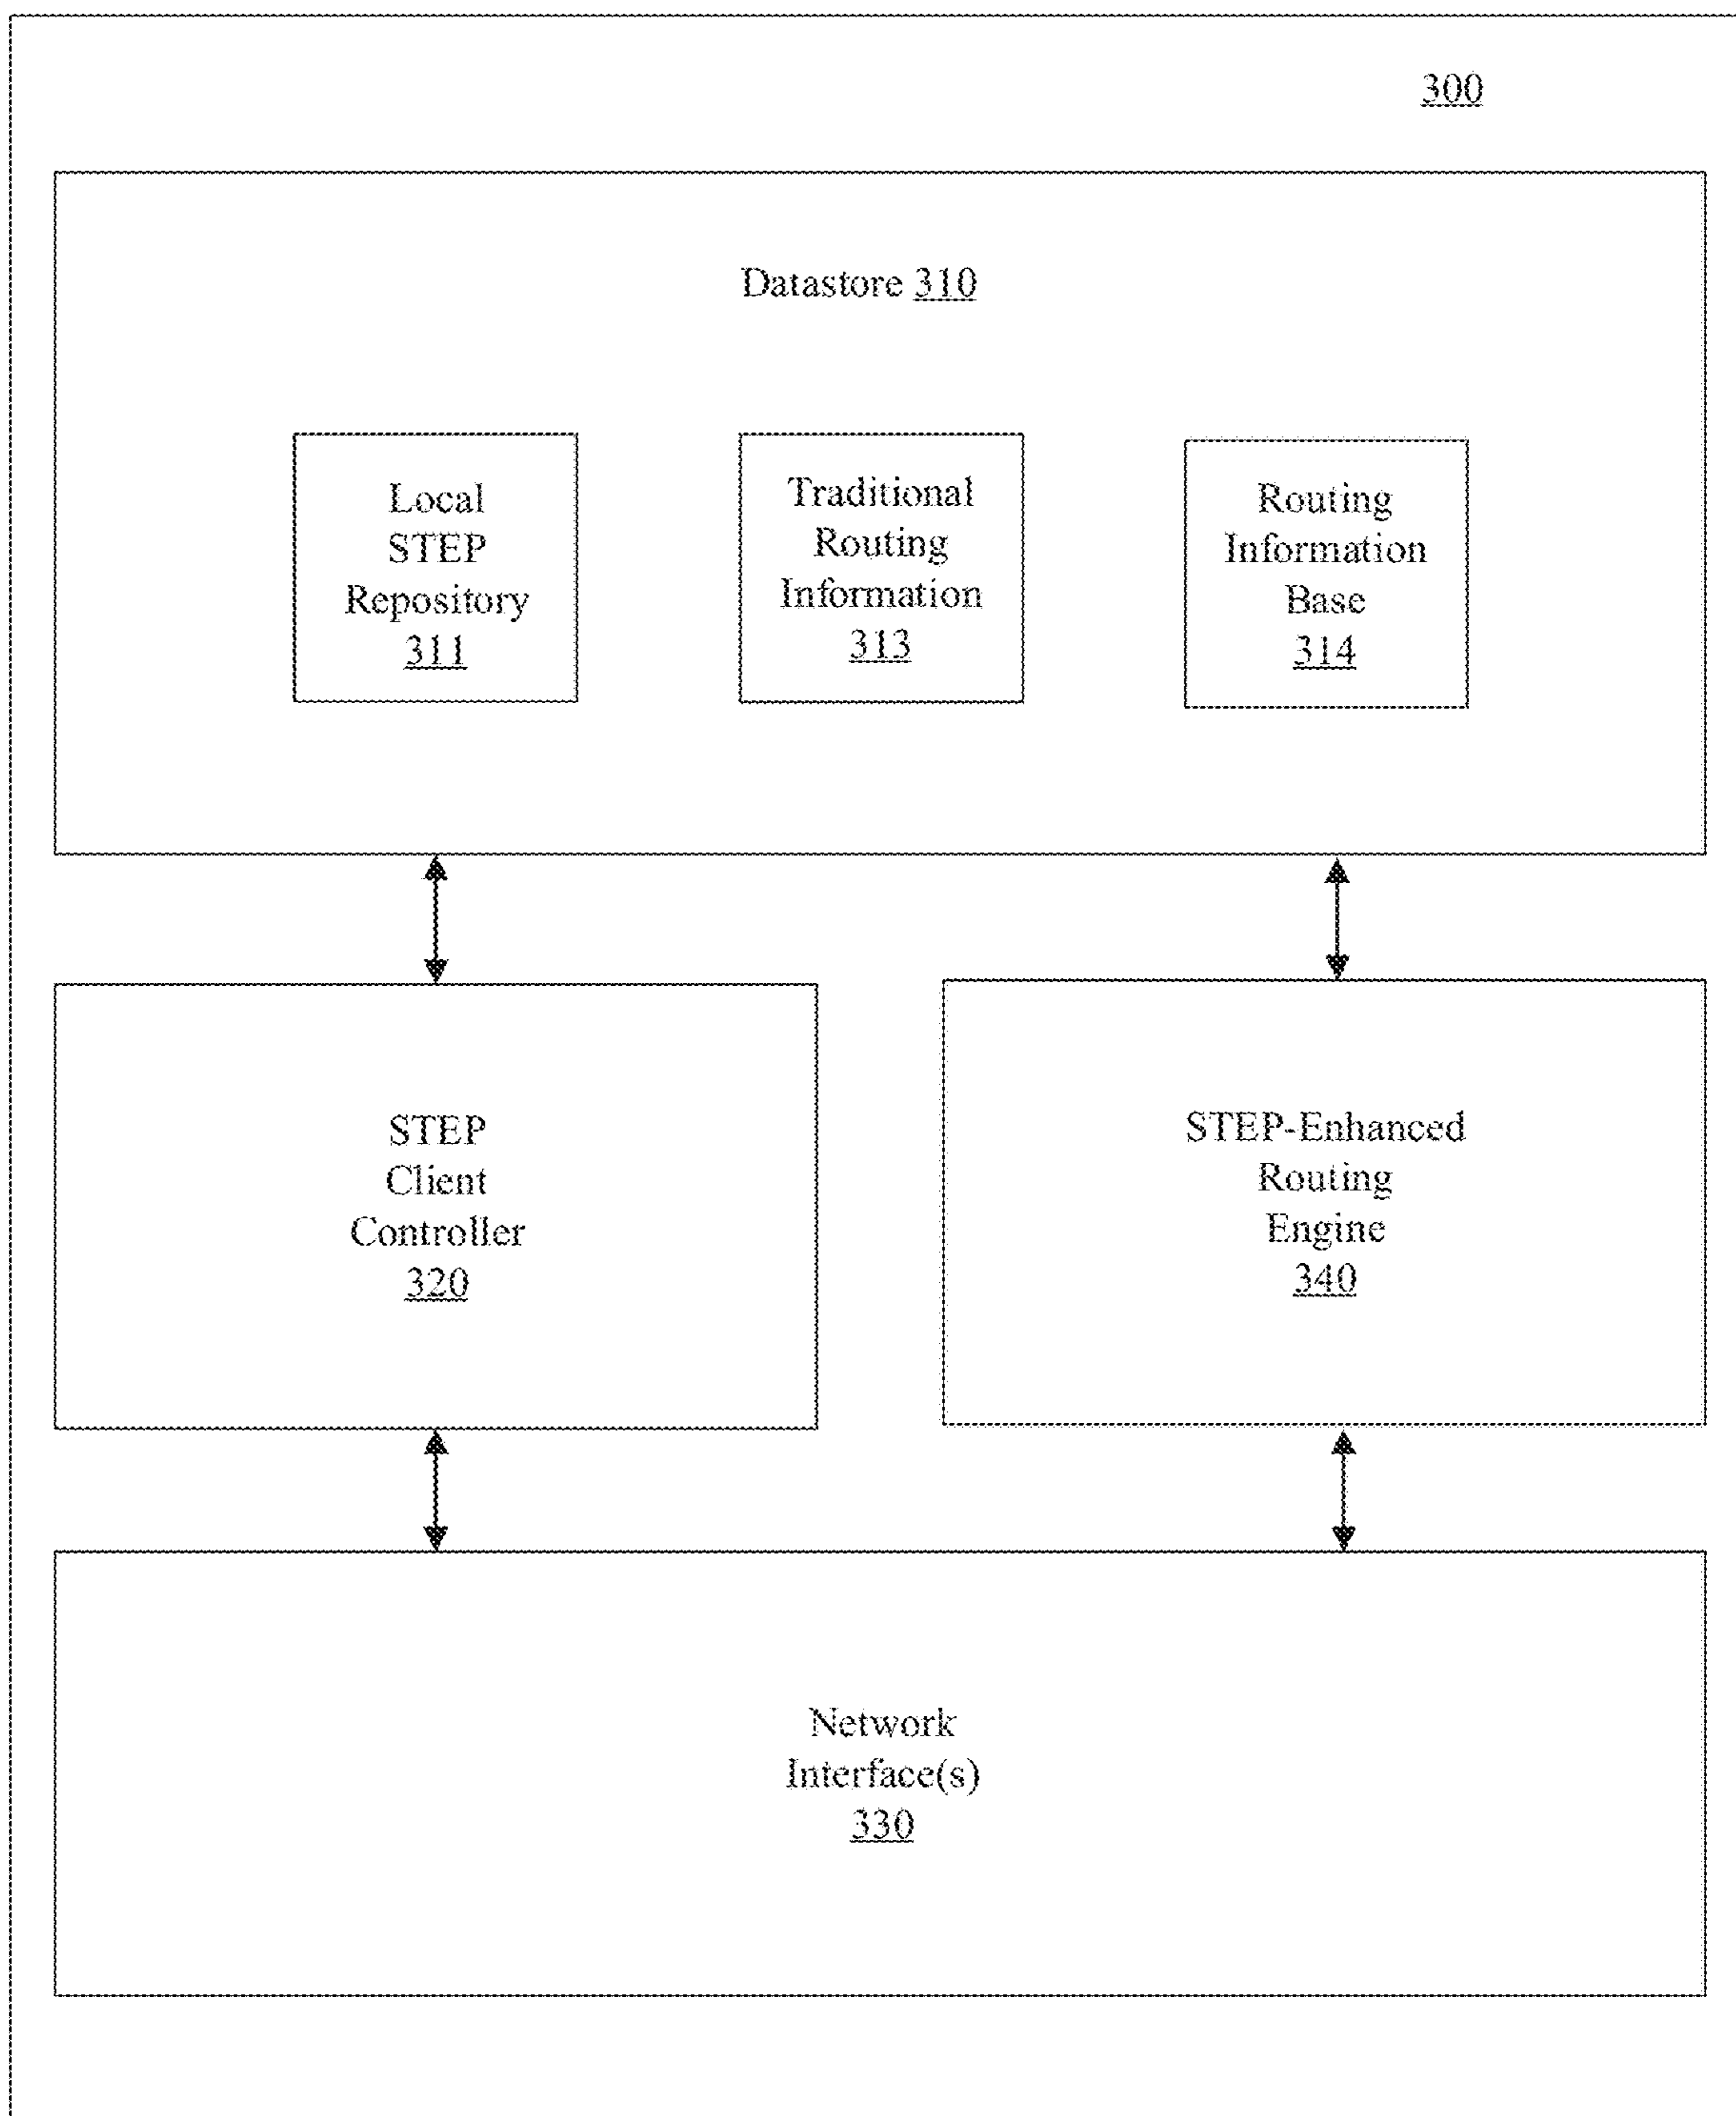 300
Datastore 310
Local
STEP
Repository
311
Traditional
Routing
Information
313
Routing
Information
Base
314
STEP
Client
Controller
320
STEP-Enhanced
Routing
Engine
340
Network
Interface(s)
330